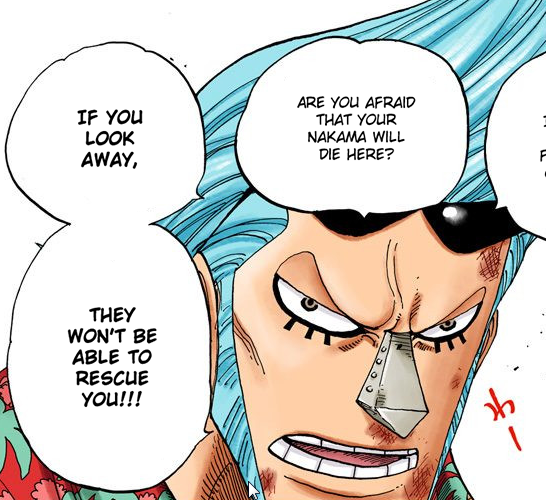 ARE YOU AFRAID
THAT YOUR
NAKAMA WILL
DIE HERE?
IF YOU
LOOK
AWAY,
THEY
WON'T BE
ABLE TO
RESCUE
YOU!!!